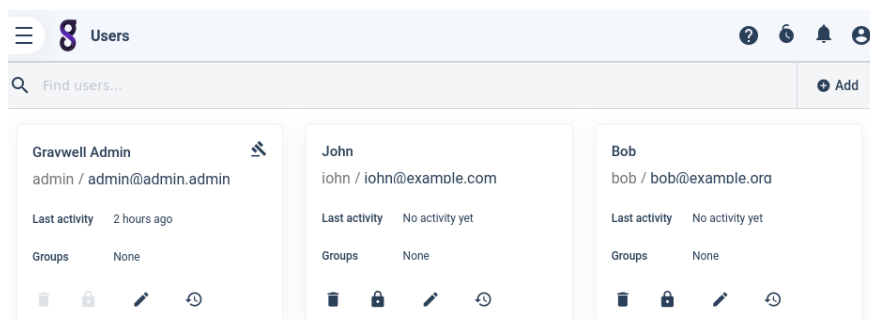 Users
Find users...
Add
Gravwell Admin
admin / admin@admin.admin
Last activity 2 hours ago
Groups None
John
john / john@example.com
Last activity No activity yet
Groups None
Bob
bob / bob@example.org
Last activity No activity yet
Groups None